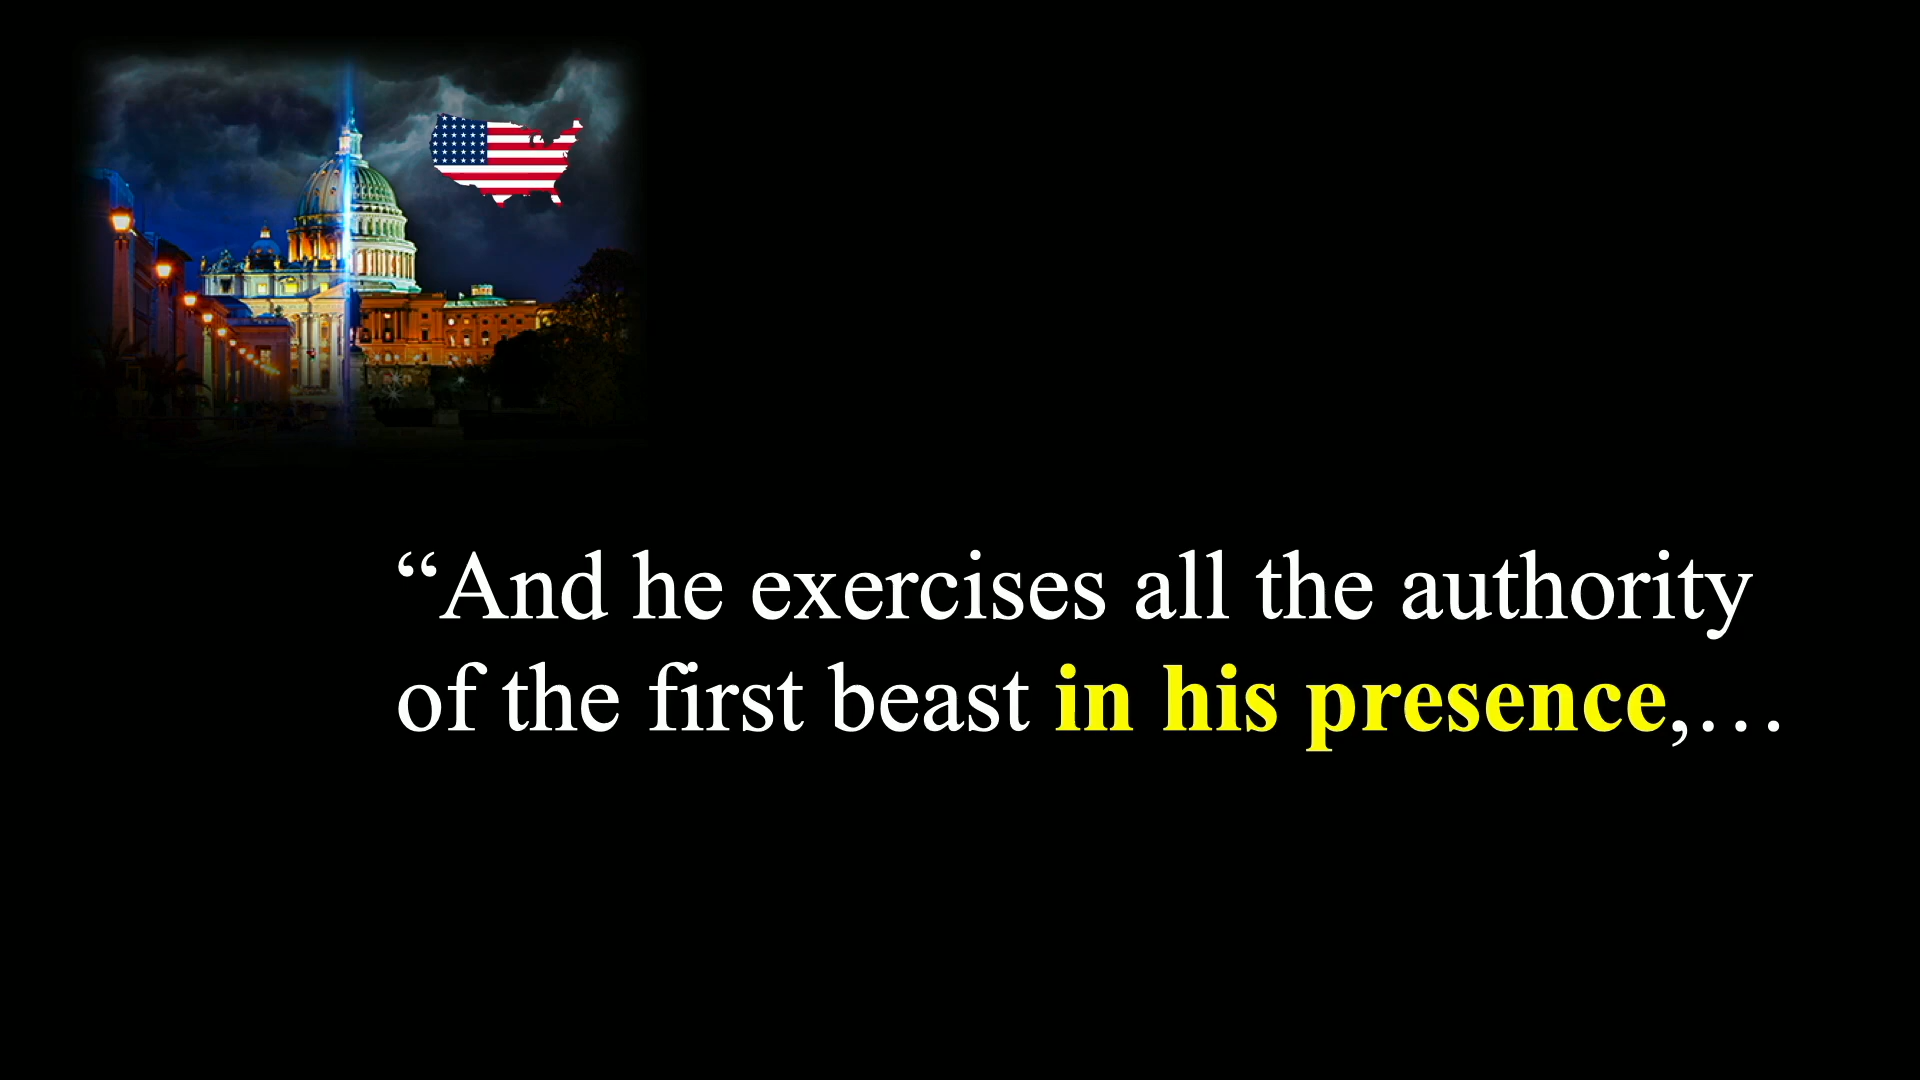 “And he exercises all the authority
of the first beast in his presence,…